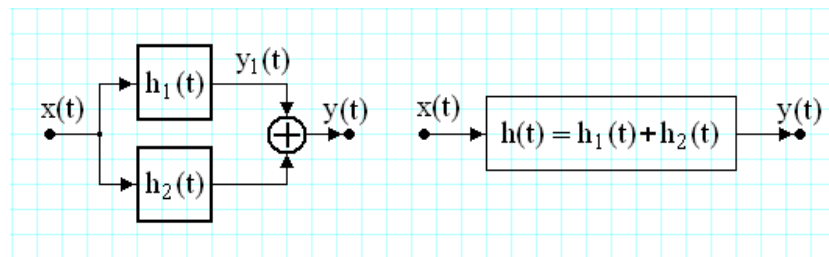 x(t)
h₁(t)
y₁(t)
h₂(t)
y(t)
x(t)
h(t) = h₁(t)+h₂(t)
y(t)